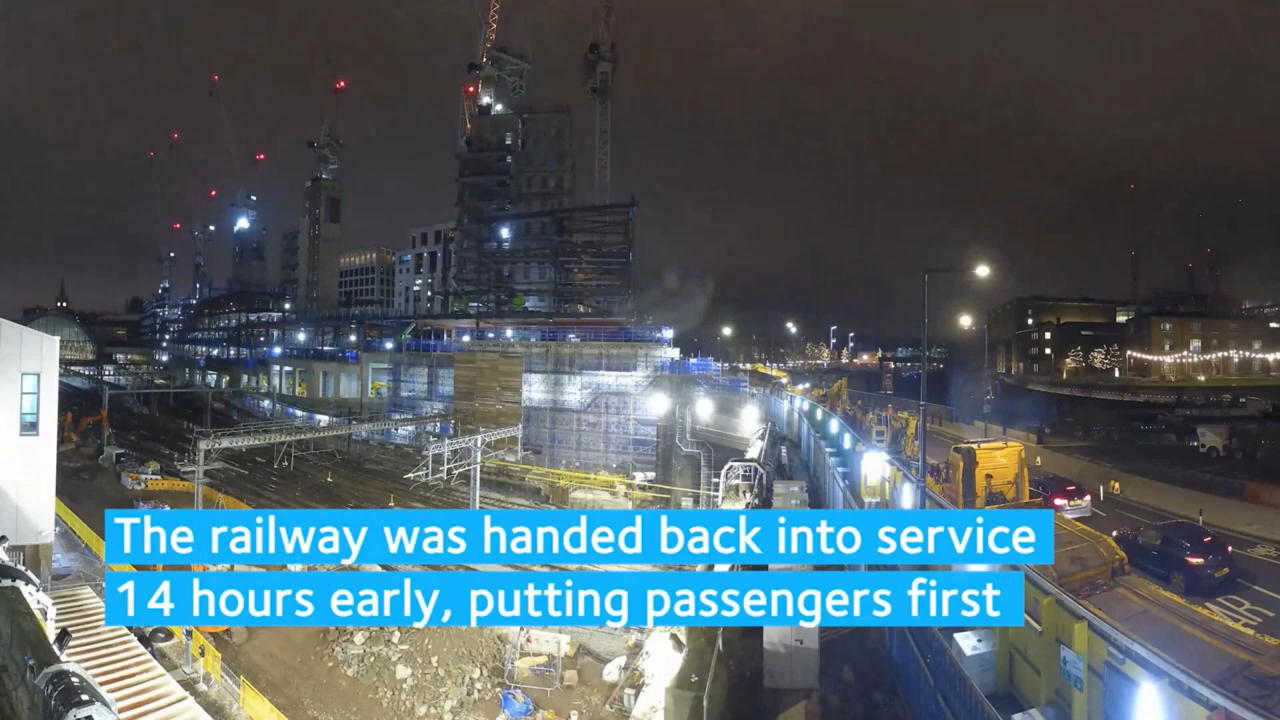 The railway was handed back into service
14 hours early, putting passengers first